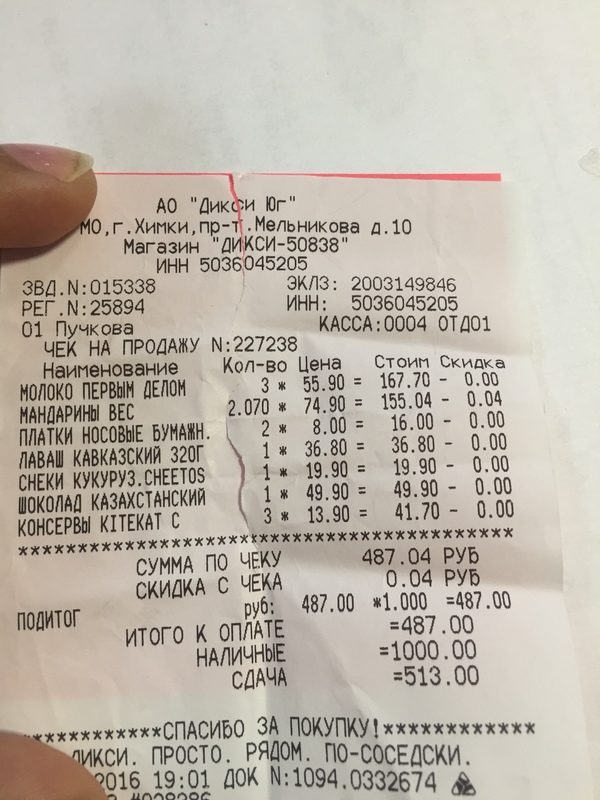 АО "Дикси Юг"
МО,г.Химки,пр-т.Мельникова д.10
Магазин "ДИКСИ-50838"
ИНН 5036045205
ЗВД.N:015338 ЭКЛЗ: 2003149846
РЕГ.N:25894 ИНН: 5036045205
01 Пучкова КАССА:0004 ОТД01
ЧЕК НА ПРОДАЖУ N:227238
Наименование Кол-во Цена Стоим Скидка
МОЛОКО ПЕРВЫМ ДЕЛОМ 3 * 55.90 = 167.70 - 0.00
МАНДАРИНЫ ВЕС 2.070 * 74.90 = 155.04 - 0.04
ПЛАТКИ НОСОВЫЕ БУМАЖН. 2 * 8.00 = 16.00 - 0.00
ЛАВАШ КАВКАЗСКИЙ 320Г 1 * 36.80 = 36.80 - 0.00
СНЕКИ КУКУРУЗ.CHEETOS 1 * 19.90 = 19.90 - 0.00
ШОКОЛАД КАЗАХСТАНСКИЙ 1 * 49.90 = 49.90 - 0.00
КОНСЕРВЫ KITEKAT С 3 * 13.90 = 41.70 - 0.00
СУММА ПО ЧЕКУ 487.04 РУБ
СКИДКА С ЧЕКА 0.04 РУБ
руб: 487.00 *1.000 =487.00
ПОДИТОГ
ИТОГО К ОПЛАТЕ =487.00
НАЛИЧНЫЕ =1000.00
СДАЧА =513.00
***********СПАСИБО ЗА ПОКУПКУ!************
ДИКСИ. ПРОСТО. РЯДОМ. ПО-СОСЕДСКИ.
2016 19:01 ДОК N:1094.0332674